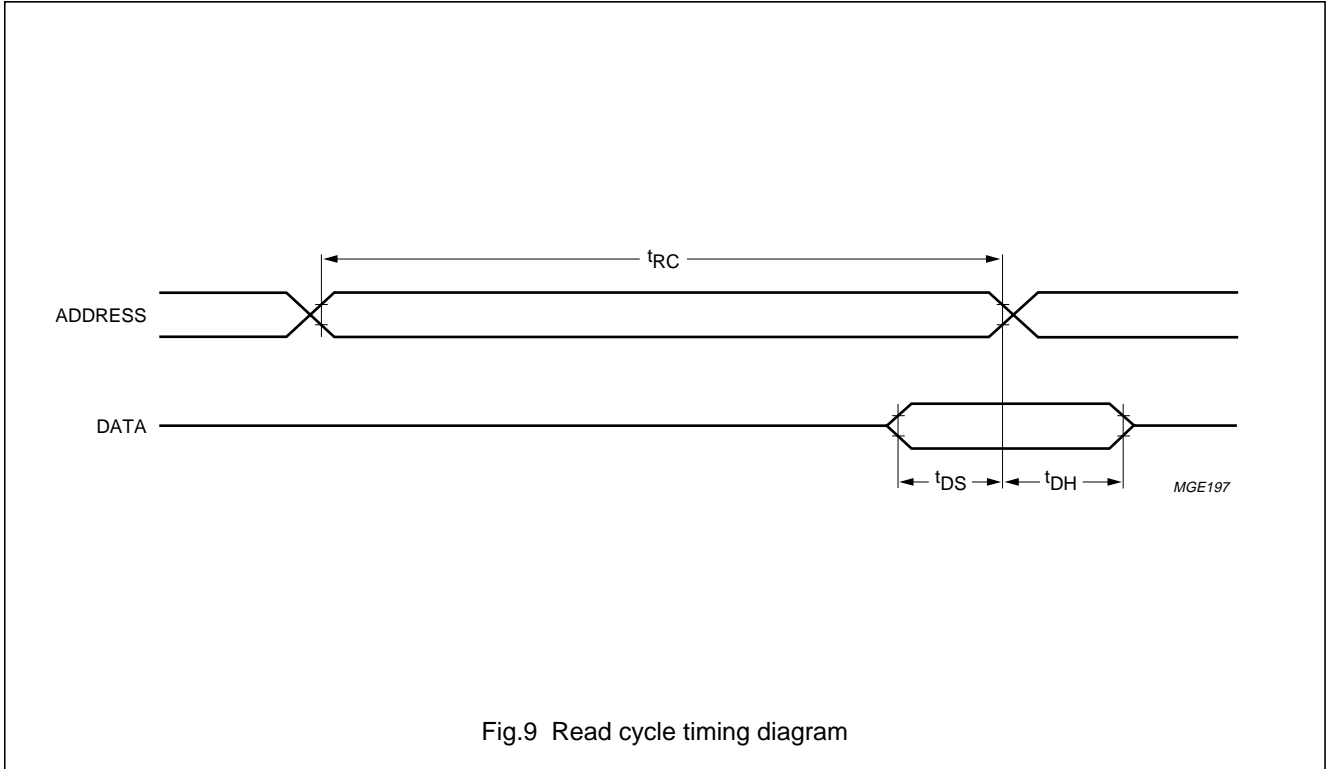 tRC
ADDRESS
DATA
tDS
tDH
MGE197
Fig.9 Read cycle timing diagram